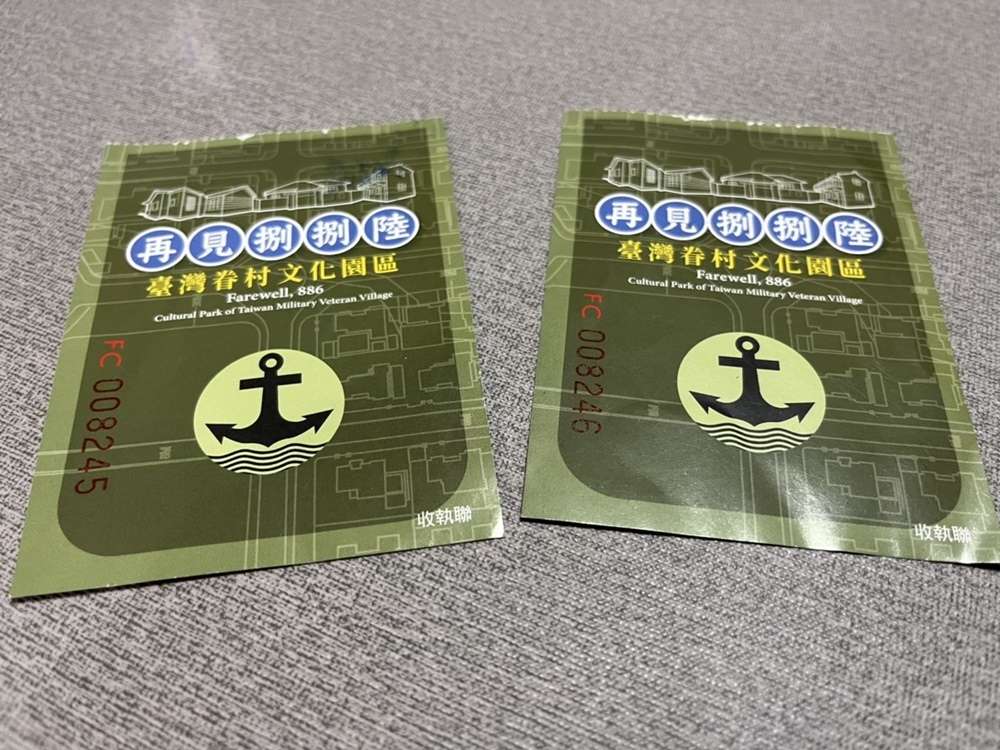 再見捌捌陸
臺灣眷村文化園區
Farewell, 886
Cultural Park of Taiwan Military Veteran Village
FC 008245
收執聯
再見捌捌陸
臺灣眷村文化園區
Farewell, 886
Cultural Park of Taiwan Military Veteran Village
FC 008246
收執聯